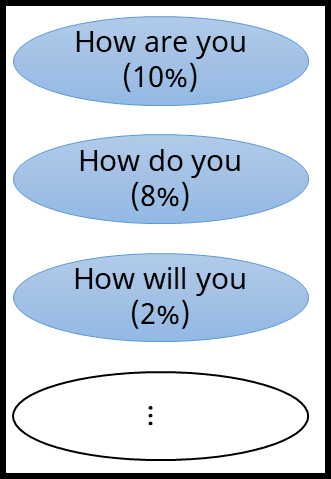 How are you
(10%)
How do you
(8%)
How will you
(2%)
⋮